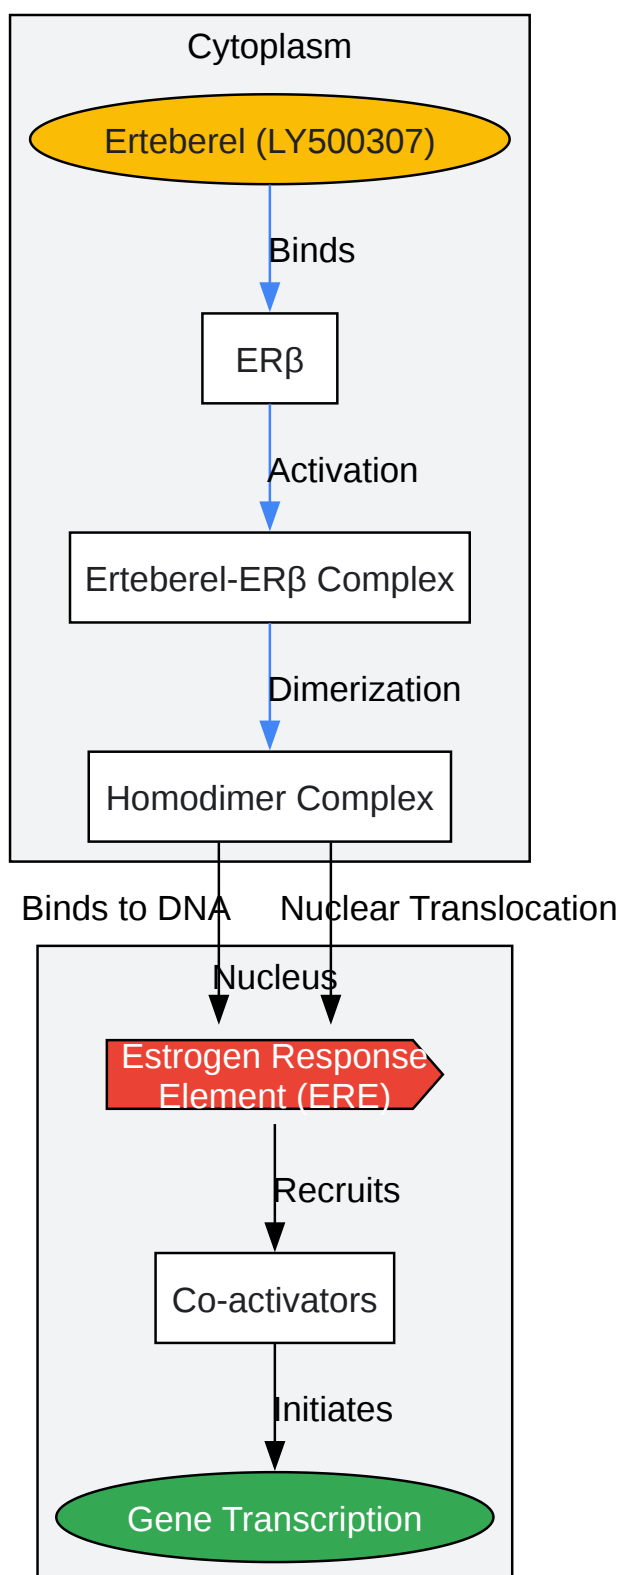 Cytoplasm
Erteberel (LY500307)
Binds
ERβ
Activation
Erteberel-ERβ Complex
Dimerization
Homodimer Complex
Binds to DNA
Nuclear Translocation
Nucleus
Estrogen Response
Element (ERE)
Recruits
Co-activators
Initiates
Gene Transcription